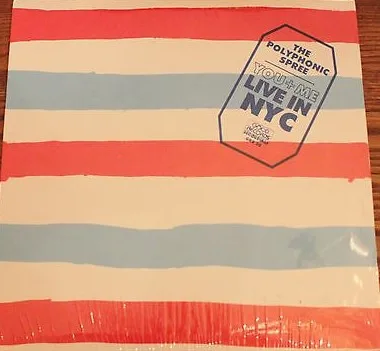 THE
POLYPHONIC
SPREE
YOU + ME
LIVE IN
NYC